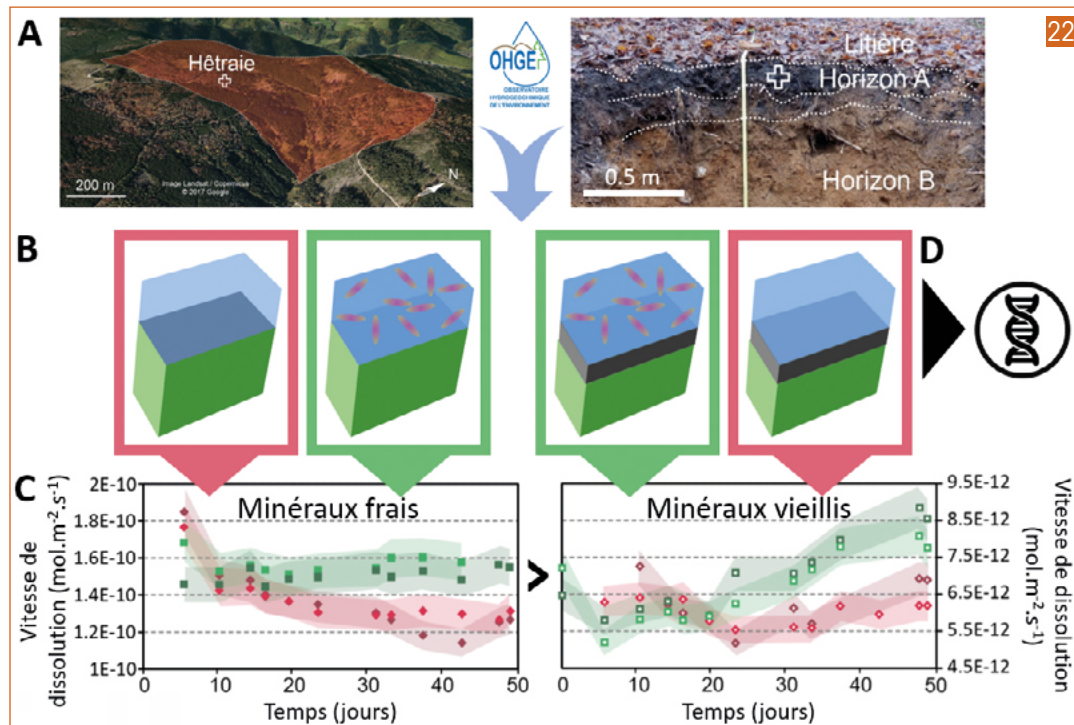 22
A
Hêtraie
200 m
Image Landsat / Copernicus
© 2017 Google
N
OHGE
OBSERVATOIRE
HYDROGÉOCHIMIQUE
DE L'ENVIRONNEMENT
Litière
Horizon A
Horizon B
0.5 m
B
D
C
Vitesse de
dissolution (mol.m⁻².s⁻¹)
2E-10
1.8E-10
1.6E-10
1.4E-10
1.2E-10
1E-10
Minéraux frais
0 10 20 30 40 50
Temps (jours)
>
Minéraux vieillis
9.5E-12
8.5E-12
7.5E-12
6.5E-12
5.5E-12
4.5E-12
0 10 20 30 40 50
Temps (jours)
Vitesse de dissolution
(mol.m⁻².s⁻¹)